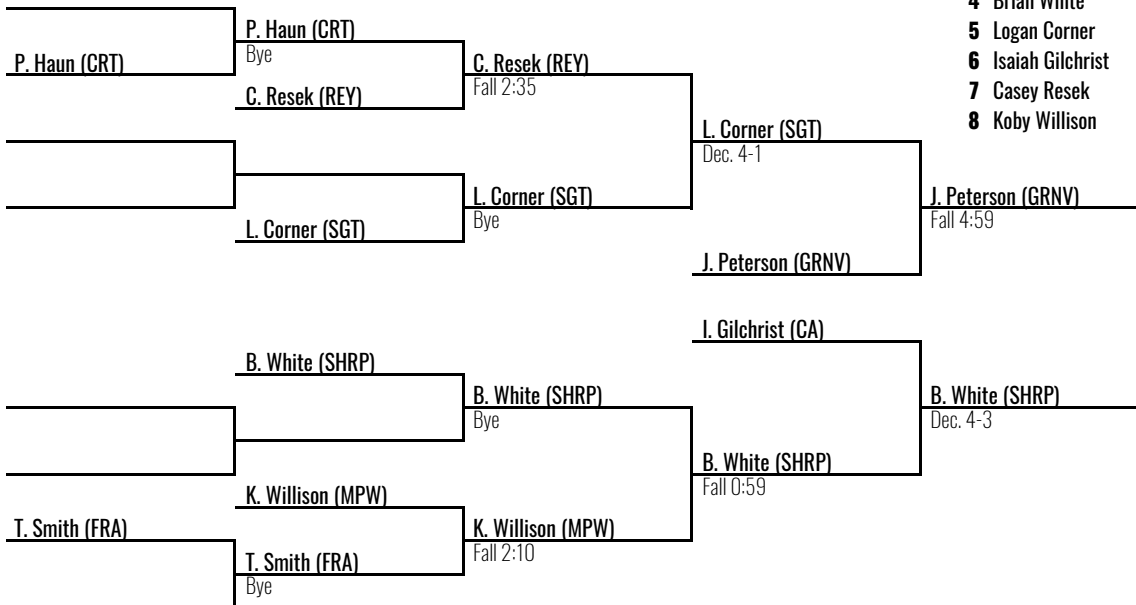 4 Brian White
P. Haun (CRT)
Bye
5 Logan Corner
P. Haun (CRT)
C. Resek (REY)
Fall 2:35
6 Isaiah Gilchrist
C. Resek (REY)
7 Casey Resek
8 Koby Willison
L. Corner (SGT)
Dec. 4-1
L. Corner (SGT)
Bye
J. Peterson (GRNV)
Fall 4:59
L. Corner (SGT)
J. Peterson (GRNV)
I. Gilchrist (CA)
B. White (SHRP)
B. White (SHRP)
Bye
B. White (SHRP)
Dec. 4-3
B. White (SHRP)
Fall 0:59
K. Willison (MPW)
T. Smith (FRA)
K. Willison (MPW)
Fall 2:10
T. Smith (FRA)
Bye